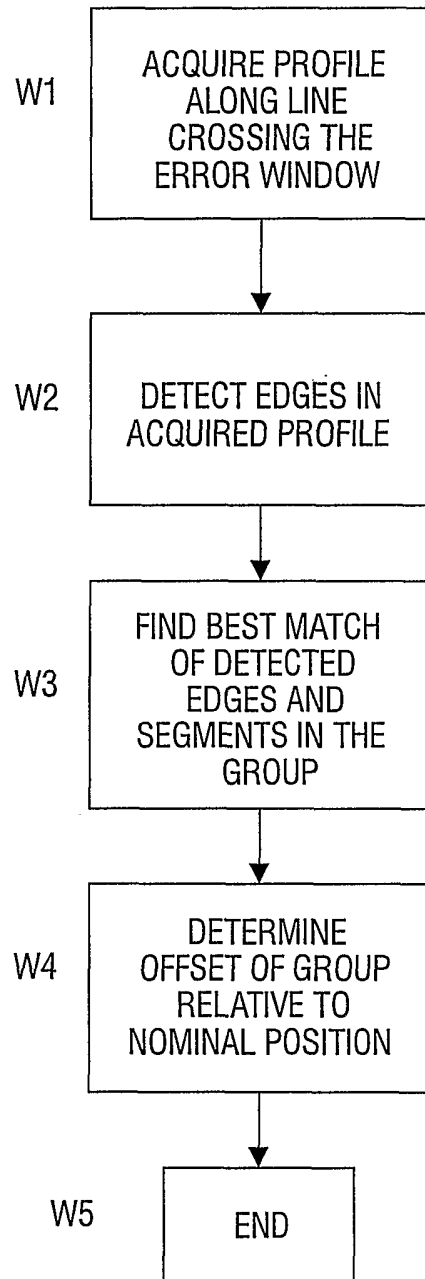 W1
ACQUIRE PROFILE
ALONG LINE
CROSSING THE
ERROR WINDOW
W2
DETECT EDGES IN
ACQUIRED PROFILE
W3
FIND BEST MATCH
OF DETECTED
EDGES AND
SEGMENTS IN THE
GROUP
W4
DETERMINE
OFFSET OF GROUP
RELATIVE TO
NOMINAL POSITION
W5
END